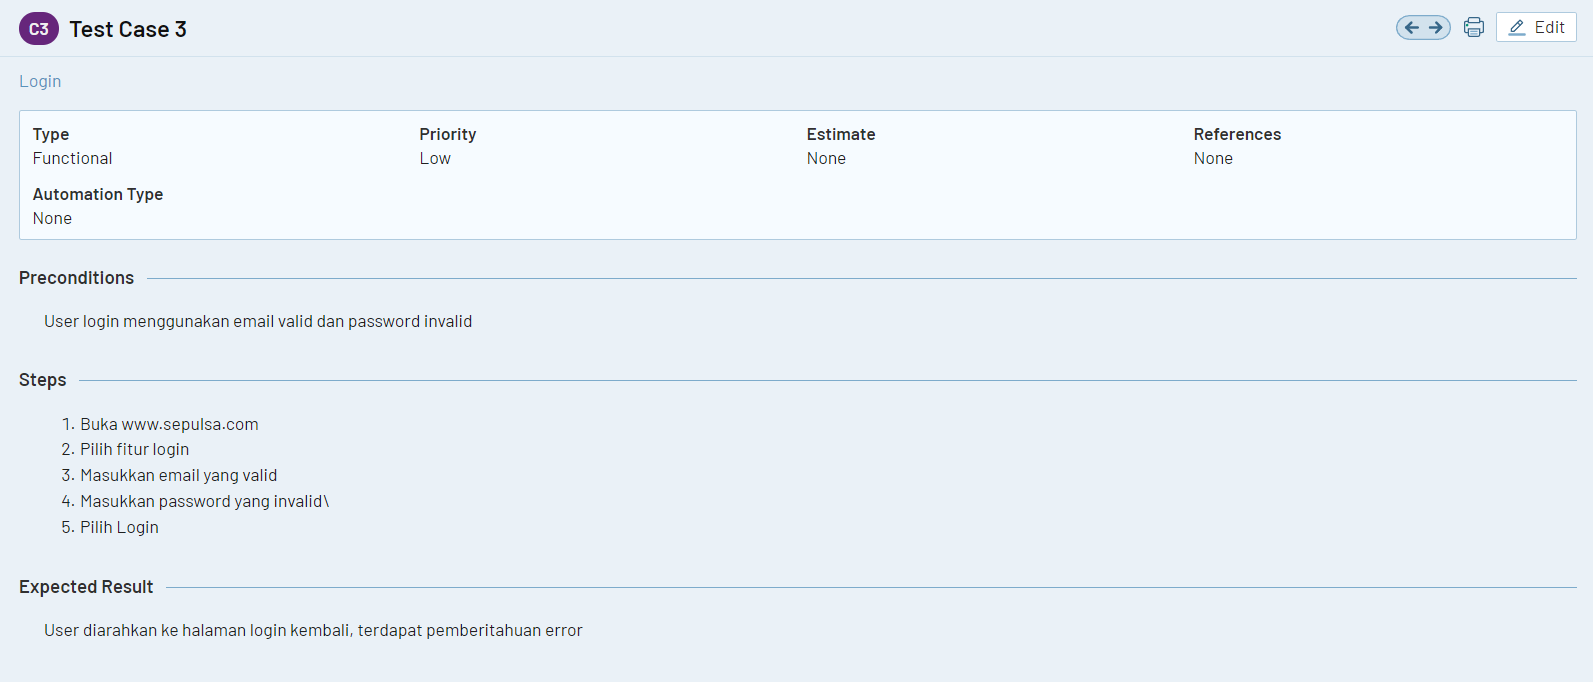 C3 Test Case 3
Edit
Login
Type Priority Estimate References
Functional Low None None
Automation Type
None
Preconditions
User login menggunakan email valid dan password invalid
Steps
1. Buka www.sepulsa.com
2. Pilih fitur login
3. Masukkan email yang valid
4. Masukkan password yang invalid\
5. Pilih Login
Expected Result
User diarahkan ke halaman login kembali, terdapat pemberitahuan error